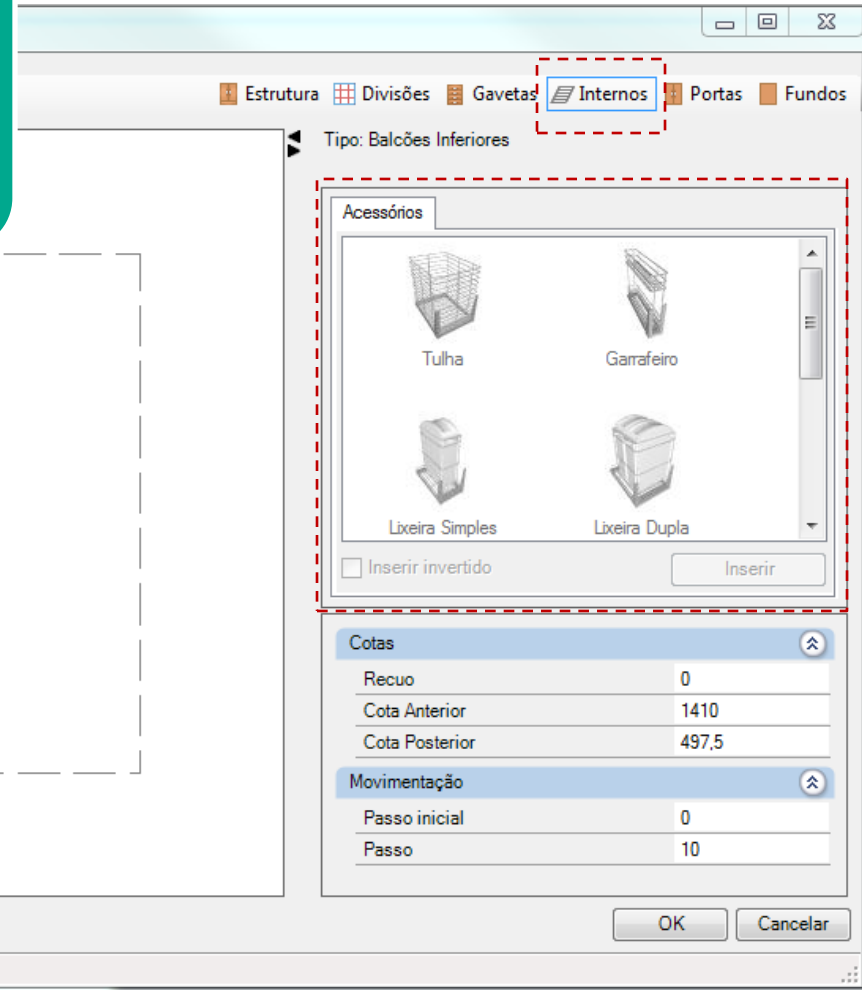 Estrutura Divisões Gavetas Internos Portas Fundos
Tipo: Balcões Inferiores
Acessórios
Tulha Garrafeiro
Lixeira Simples Lixeira Dupla
Inserir invertido Inserir
Cotas
Recuo 0
Cota Anterior 1410
Cota Posterior 497,5
Movimentação
Passo inicial 0
Passo 10
OK Cancelar